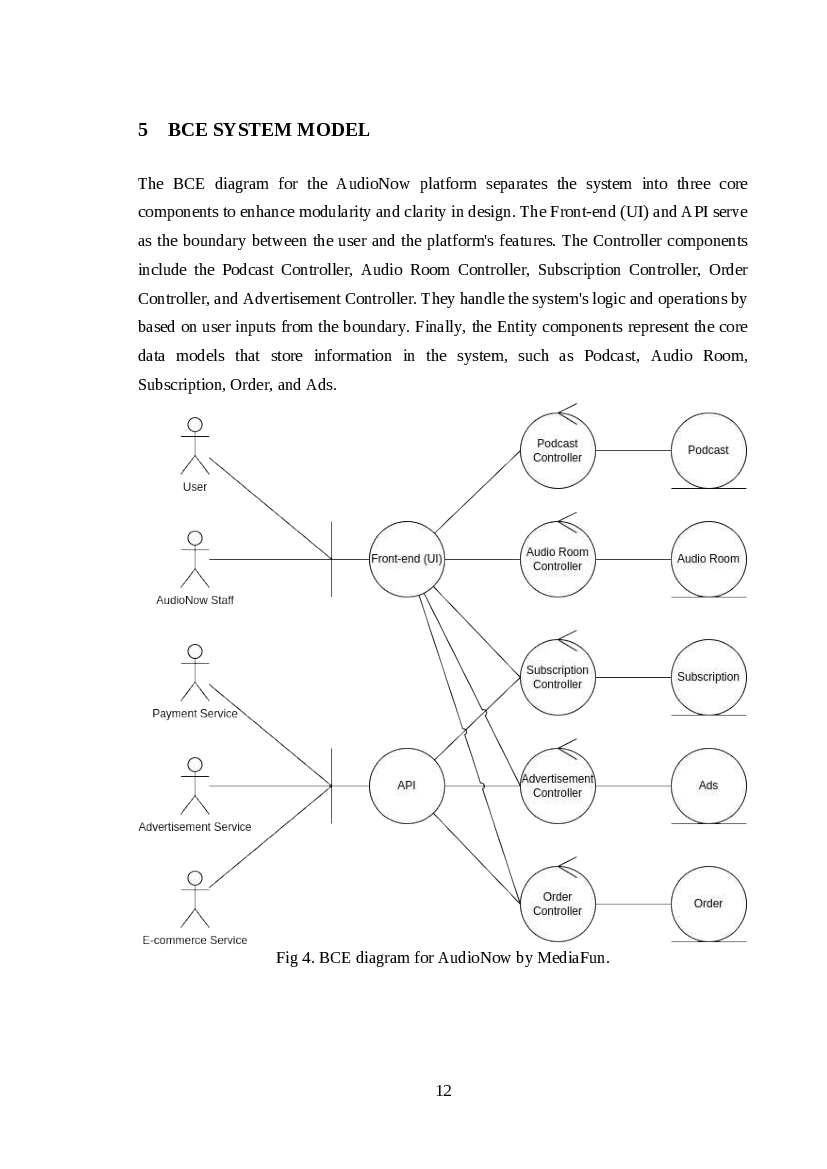 5 BCE SYSTEM MODEL
The BCE diagram for the AudioNow platform separates the system into three core
components to enhance modularity and clarity in design. The Front-end (UI) and API serve
as the boundary between the user and the platform's features. The Controller components
include the Podcast Controller, Audio Room Controller, Subscription Controller, Order
Controller, and Advertisement Controller. They handle the system's logic and operations by
based on user inputs from the boundary. Finally, the Entity components represent the core
data models that store information in the system, such as Podcast, Audio Room,
Subscription, Order, and Ads.
User
Podcast
Controller
Podcast
AudioNow Staff
Front-end (UI)
Audio Room
Controller
Audio Room
Payment Service
Subscription
Controller
Subscription
Advertisement Service
API
Advertisement
Controller
Ads
E-commerce Service
Order
Controller
Order
Fig 4. BCE diagram for AudioNow by MediaFun.
12